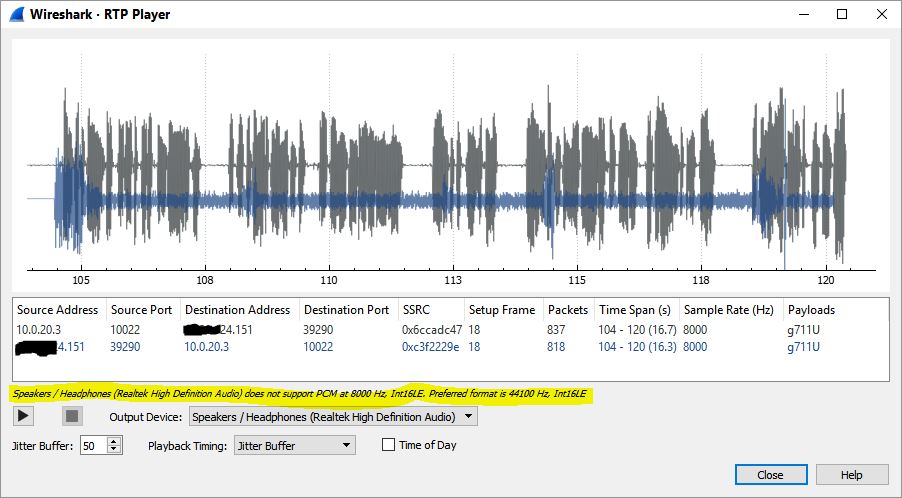 Wireshark · RTP Player
105 108 110 113 115 118 120
Source Address Source Port Destination Address Destination Port SSRC Setup Frame Packets Time Span (s) Sample Rate (Hz) Payloads
10.0.20.3 10022 24.151 39290 0x6ccadc47 18 837 104 - 120 (16.7) 8000 g711U
4.151 39290 10.0.20.3 10022 0xc3f2229e 18 818 104 - 120 (16.3) 8000 g711U
Speakers / Headphones (Realtek High Definition Audio) does not support PCM at 8000 Hz, Int16LE. Preferred format is 44100 Hz, Int16LE
Output Device: Speakers / Headphones (Realtek High Definition Audio)
Jitter Buffer: 50 Playback Timing: Jitter Buffer Time of Day
Close Help